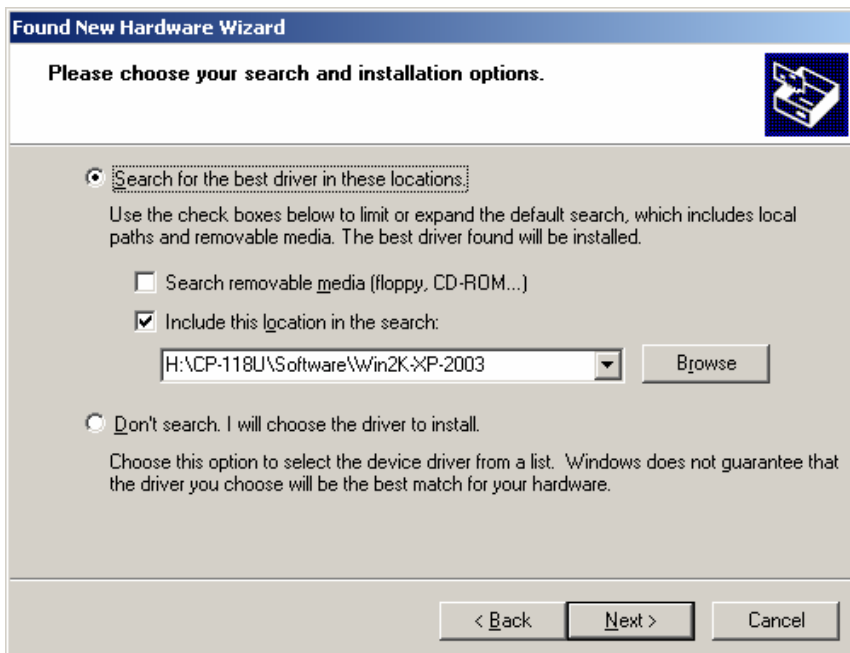 Found New Hardware Wizard
Please choose your search and installation options.
Search for the best driver in these locations.
Use the check boxes below to limit or expand the default search, which includes local
paths and removable media. The best driver found will be installed.
Search removable media (floppy, CD-ROM...)
Include this location in the search:
H:\CP-118U\Software\Win2K-XP-2003
Browse
Don't search. I will choose the driver to install.
Choose this option to select the device driver from a list. Windows does not guarantee that
the driver you choose will be the best match for your hardware.
< Back Next > Cancel